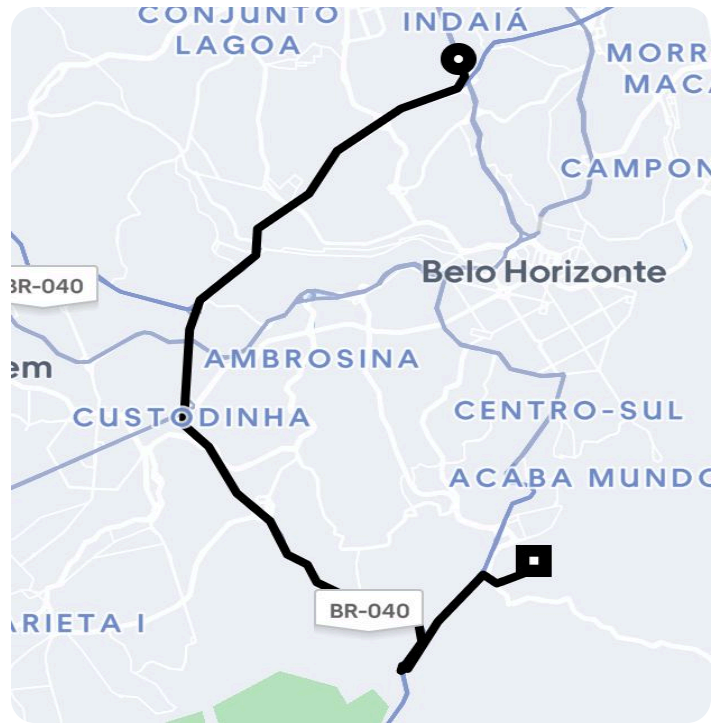 CONJUNTO
LAGOA
INDAIÁ
MORR
MACA
CAMPON
Belo Horizonte
BR-040
AMBROSINA
em
CUSTODINHA
CENTRO-SUL
ACABA MUNDO
BR-040
ARIETA I